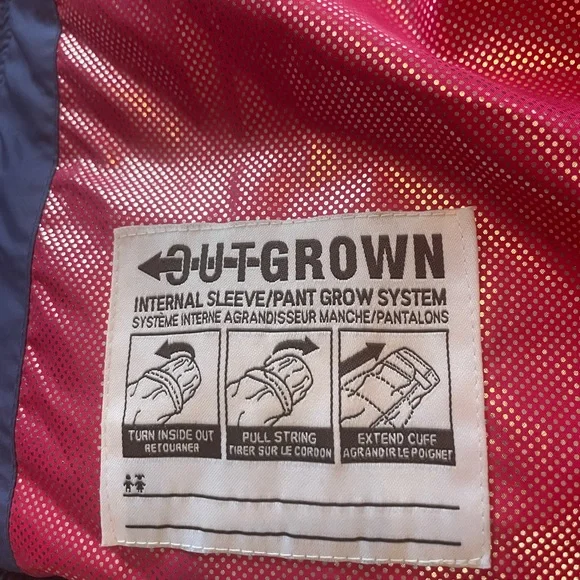 OUTGROWN
INTERNAL SLEEVE/PANT GROW SYSTEM
SYSTÈME INTERNE AGRANDISSEUR MANCHE/PANTALONS
TURN INSIDE OUT
RETOURNER
PULL STRING
TIRER SUR LE CORDON
EXTEND CUFF
AGRANDIR LE POIGNET